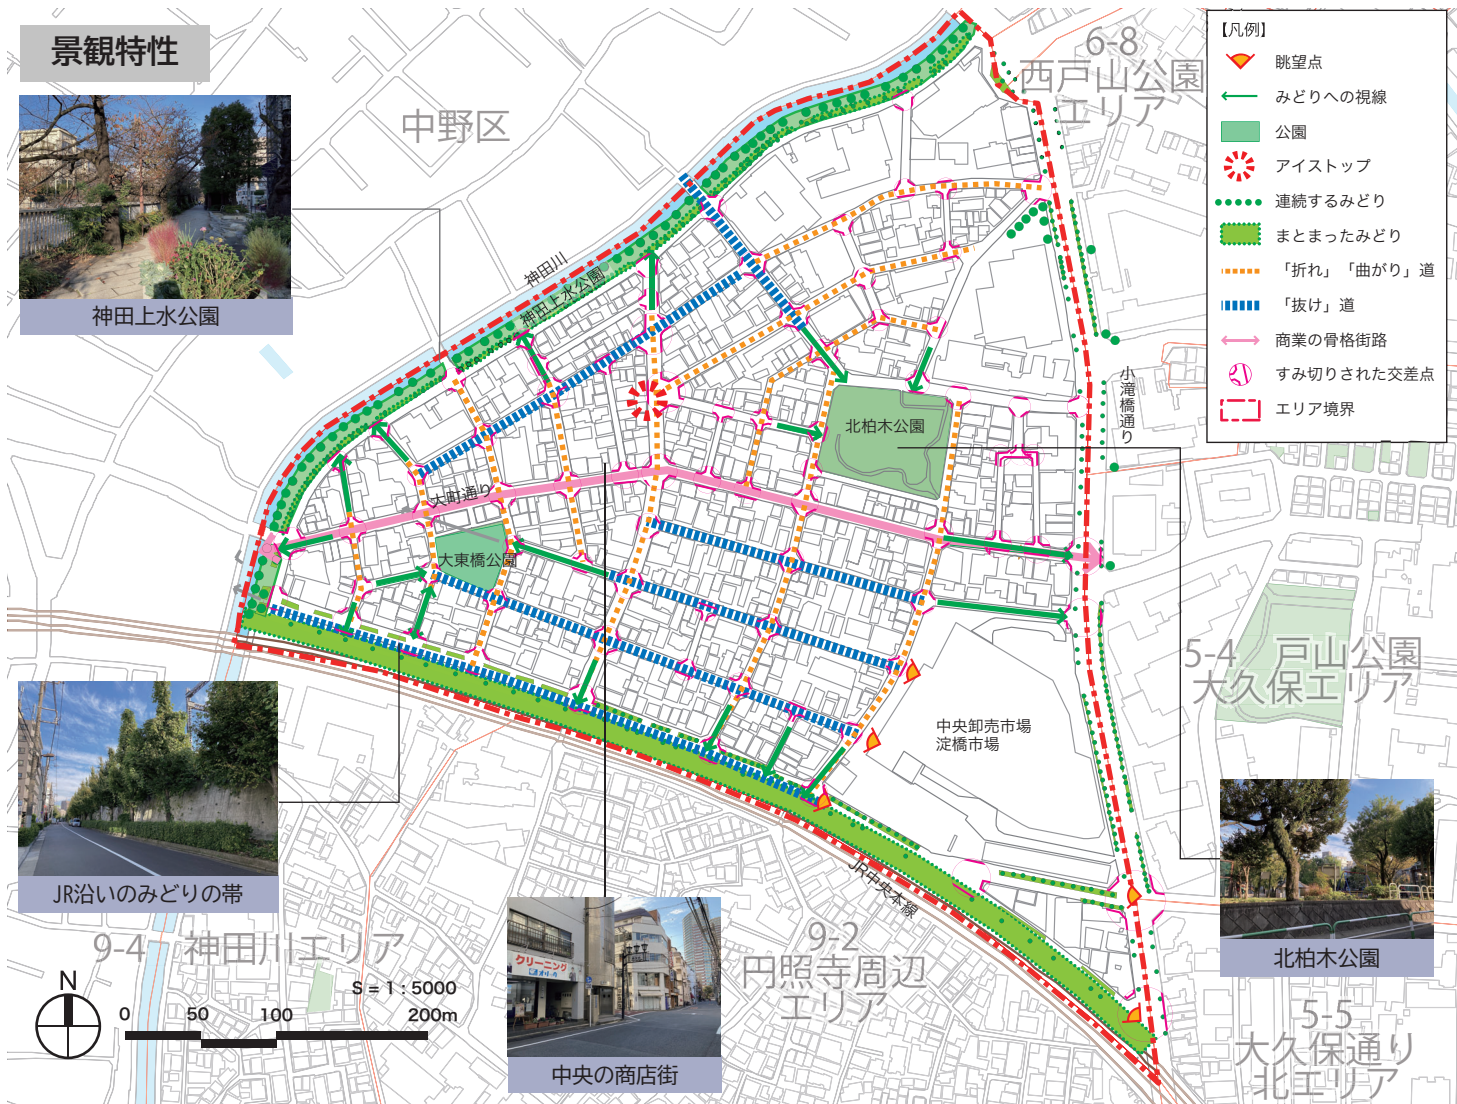 景観特性
神田上水公園
中野区
6-8
西戸山公園
エリア
【凡例】
眺望点
みどりへの視線
公園
アイストップ
連続するみどり
まとまったみどり
「折れ」「曲がり」道
「抜け」道
商業の骨格街路
すみ切りされた交差点
エリア境界
神田川
神田上水公園
小滝橋通り
北柏木公園
大町通り
大東橋公園
5-4 戸山公園
大久保エリア
中央卸売市場
淀橋市場
JR沿いのみどりの帯
JR中央本線
9-4 神田川エリア
9-2
円照寺周辺
エリア
北柏木公園
5-5
大久保通り
北エリア
N
S = 1 : 5000
0 50 100 200m
クリーニング
中央の商店街